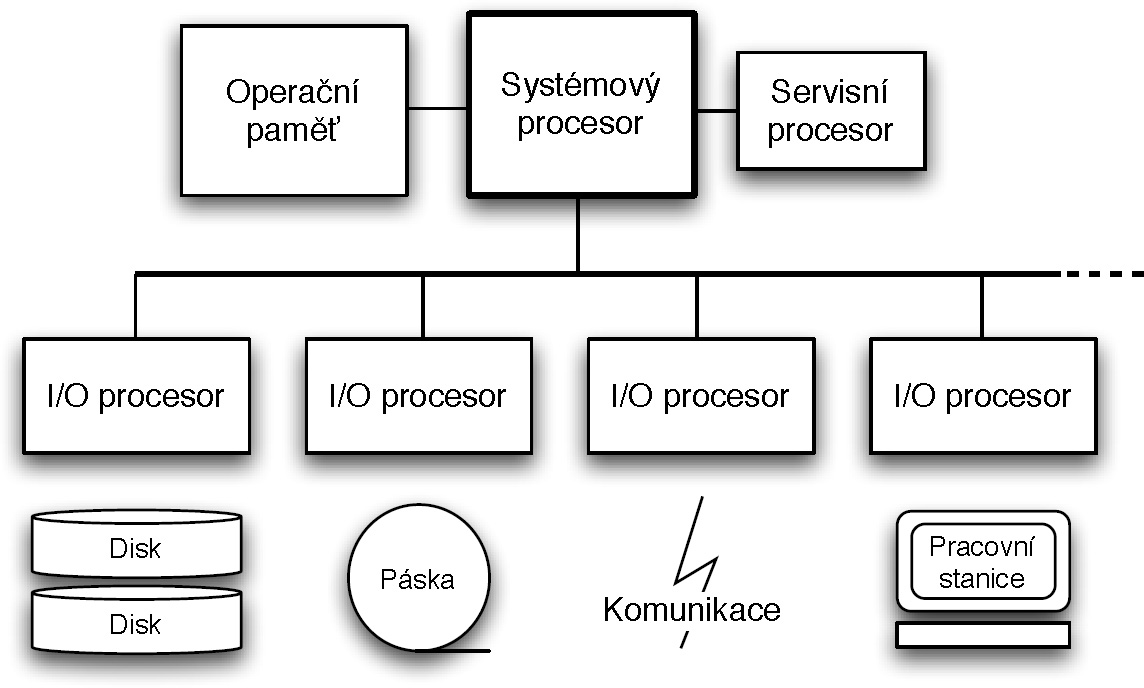 Operační
paměť
Systémový
procesor
Servisní
procesor
I/O procesor
I/O procesor
I/O procesor
I/O procesor
Disk
Disk
Páska
Komunikace
Pracovní
stanice